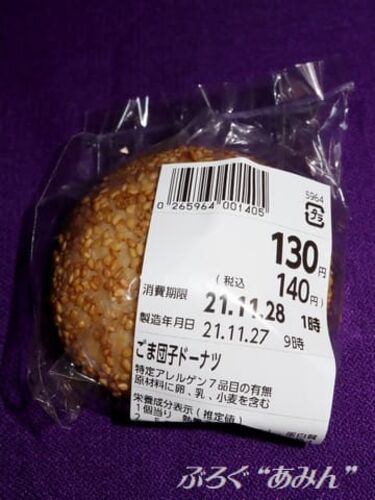 5964
プラ
0 265964 001405
130円
(税込 140円)
消費期限 21.11.28 1時
製造年月日 21.11.27 9時
ごま団子ドーナツ
特定アレルゲン7品目の有無
原材料に卵、乳、小麦を含む
栄養成分表示(推定値)
1個当り
ぶろぐ“あみん”